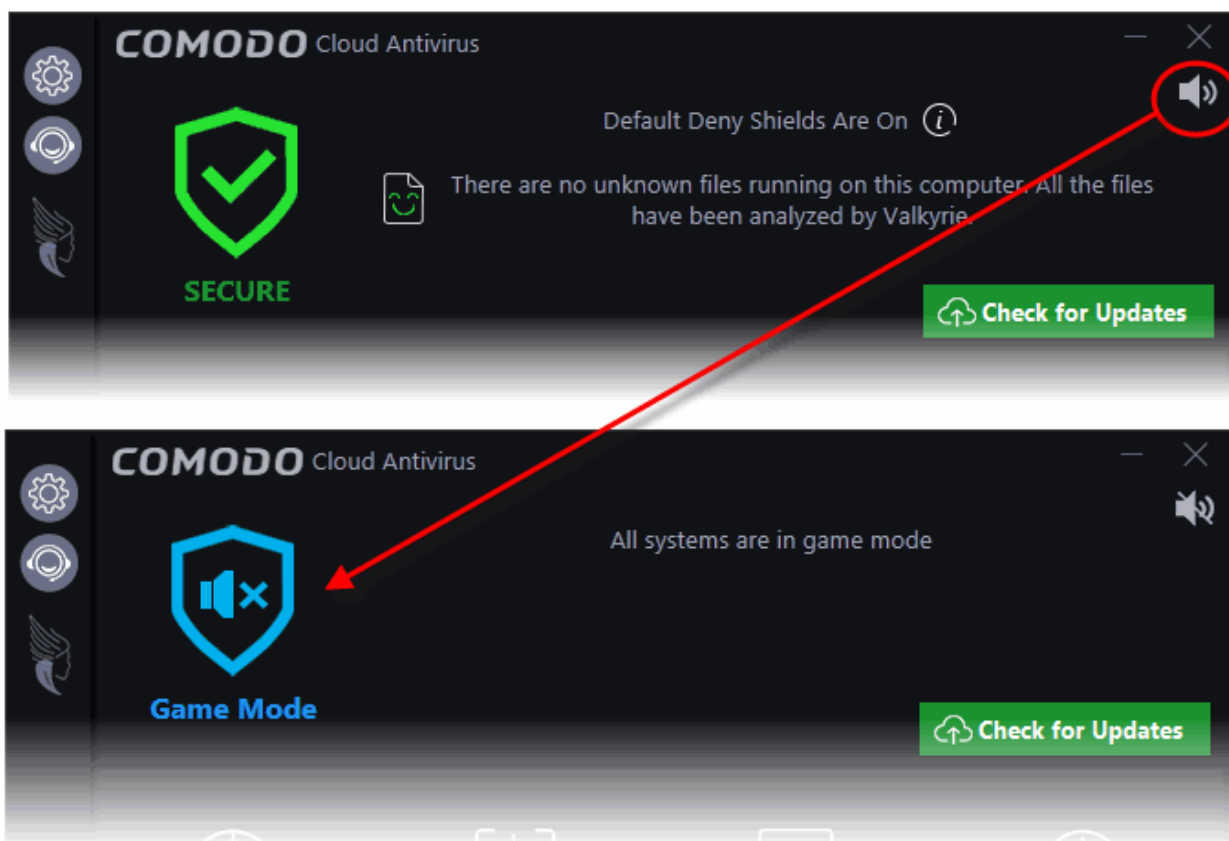 COMODO Cloud Antivirus
Default Deny Shields Are On
There are no unknown files running on this computer. All the files
have been analyzed by Valkyrie.
SECURE
Check for Updates
COMODO Cloud Antivirus
All systems are in game mode
Game Mode
Check for Updates